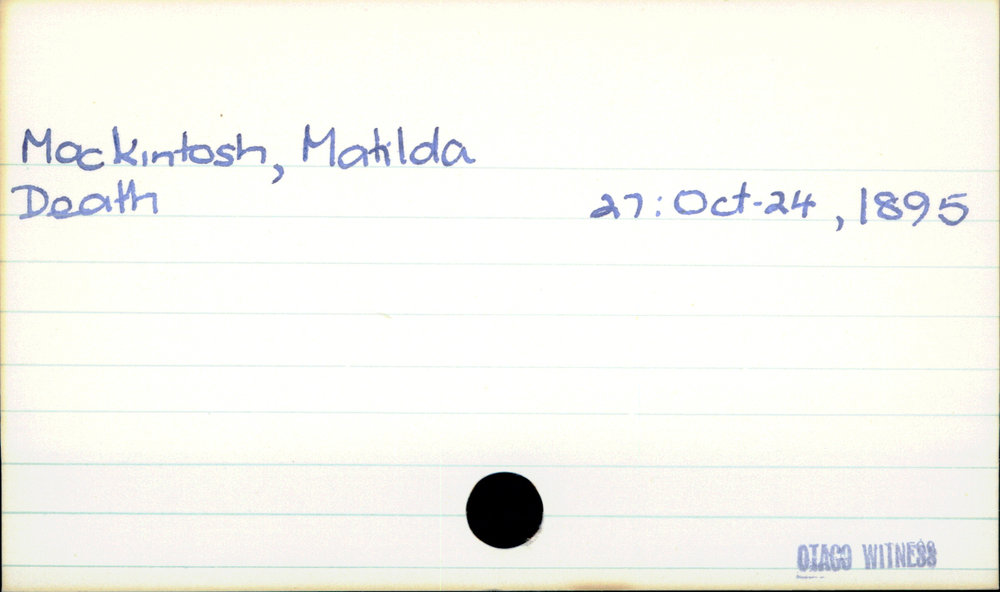 Mackintosh, Matilda
Death 27: Oct-24, 1895
OTAGO WITNESS